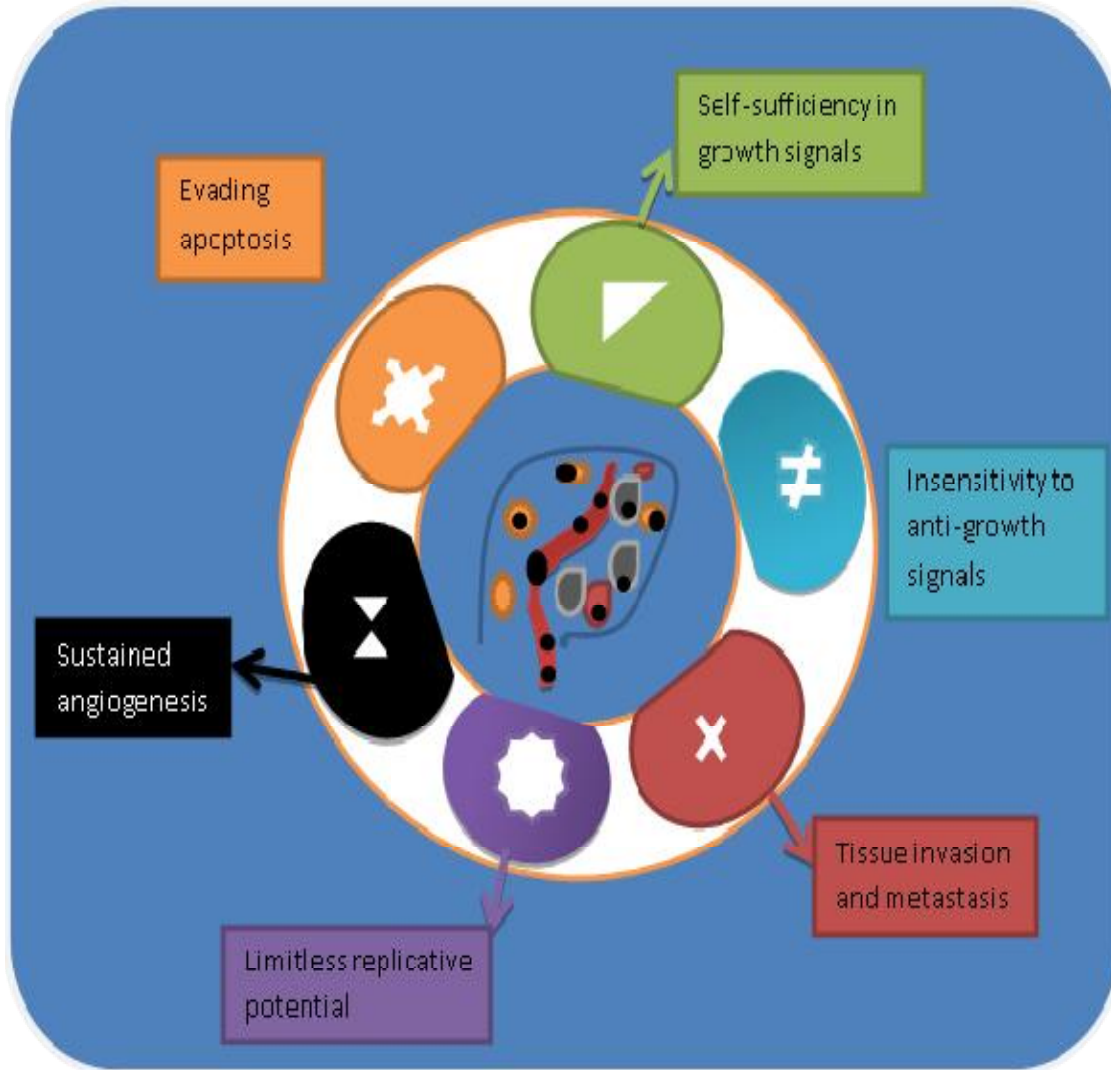 Self-sufficiency in
growth signals
Evading
apcptosis
Insensitivity to
anti-growth
signals
Sustained
angiogenesis
Tissue invasion
and metastasis
Limitless replicative
potential